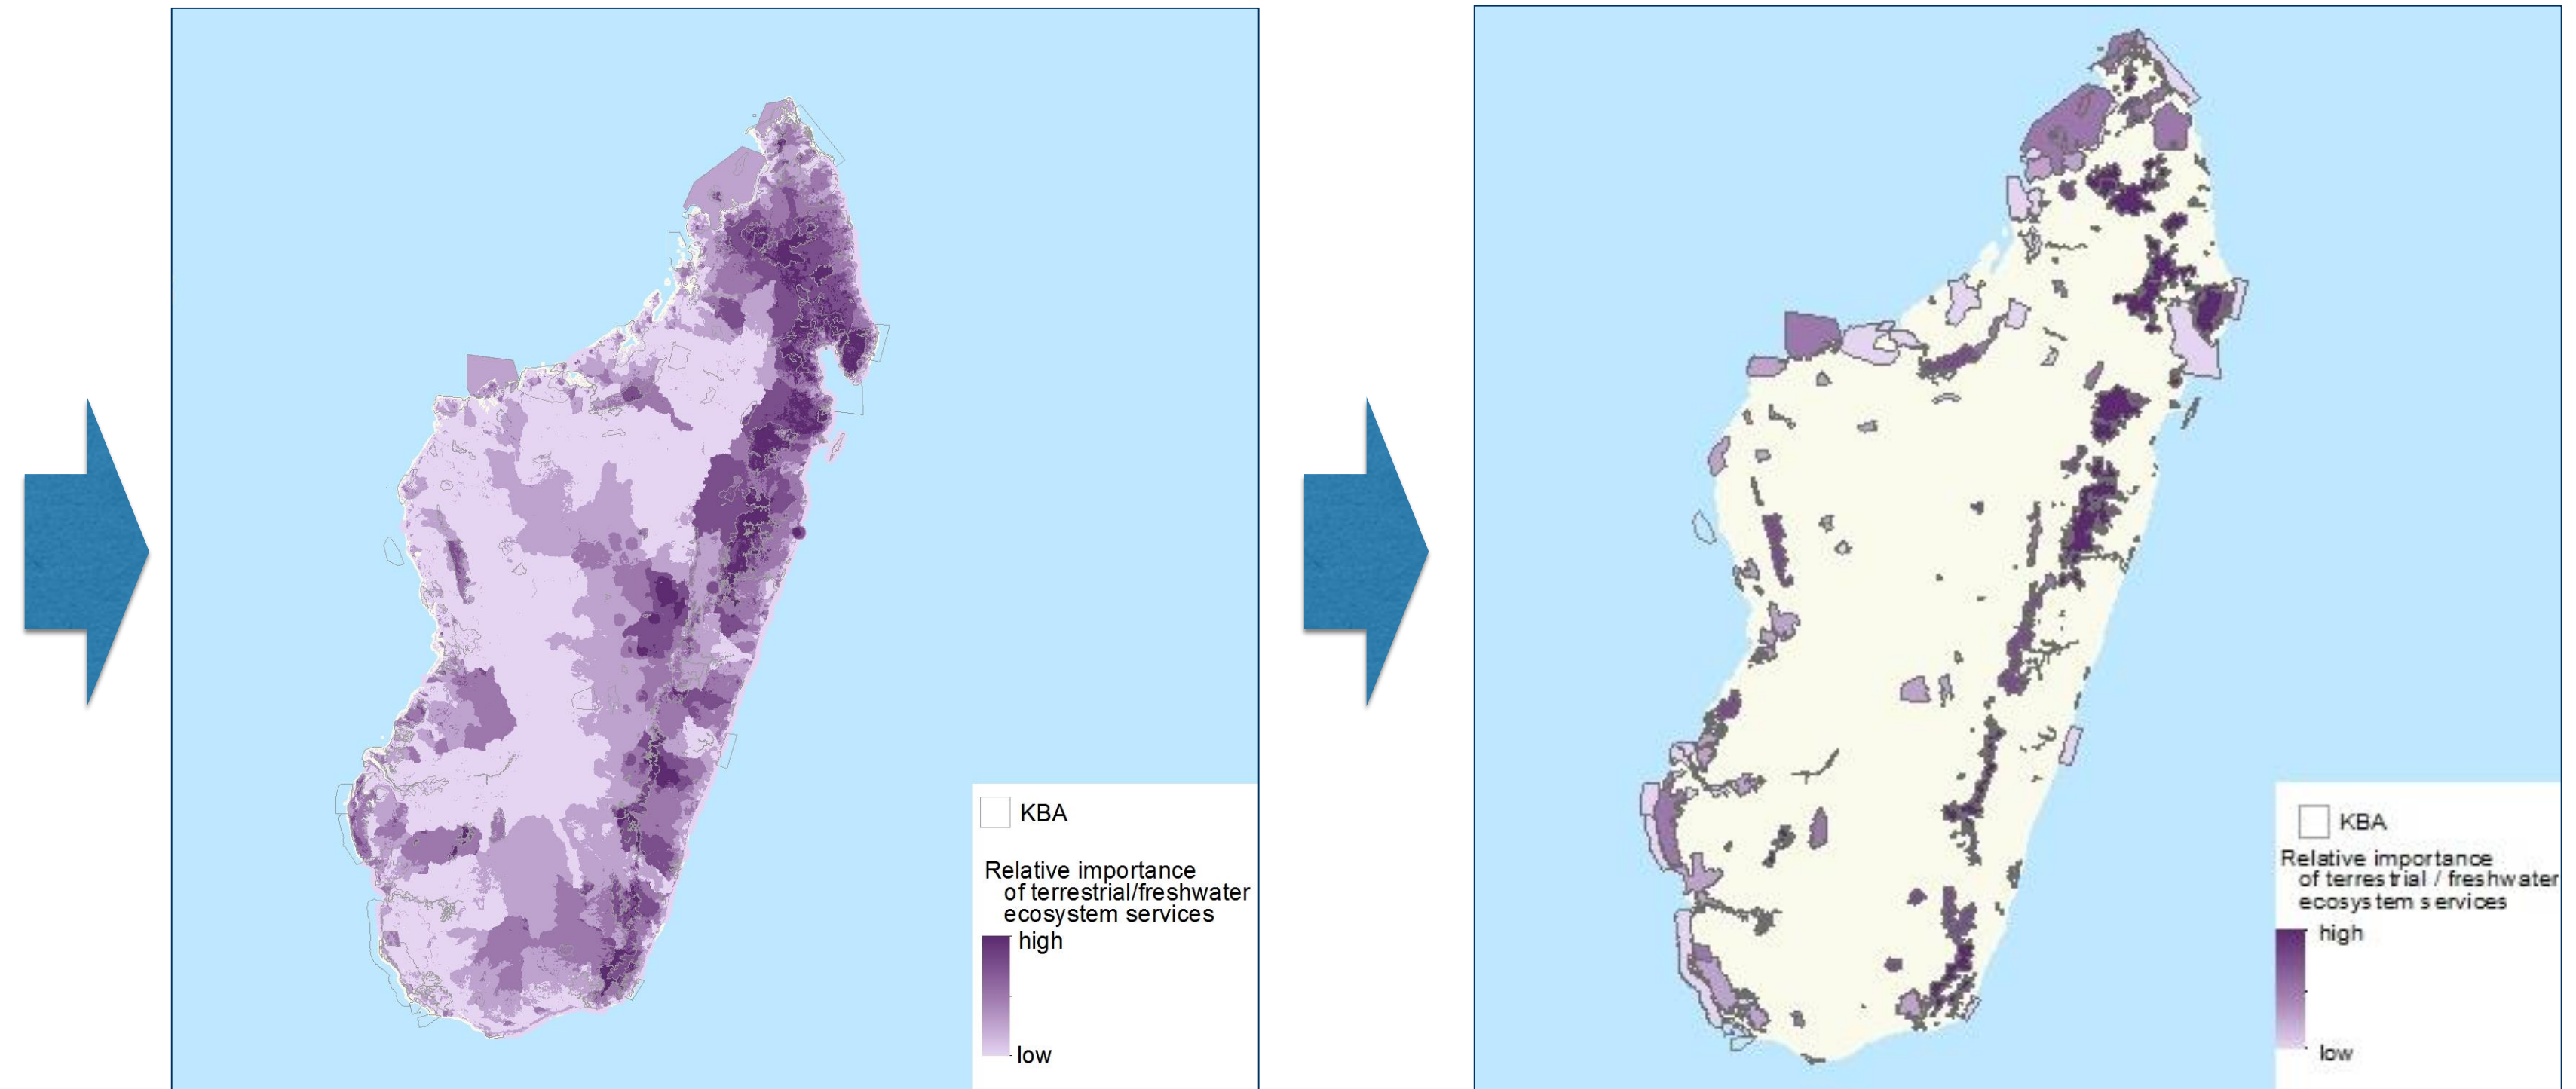 KBA
Relative importance
of terrestrial/freshwater
ecosystem services
high
low
KBA
Relative importance
of terrestrial / freshwater
ecosystem services
high
low